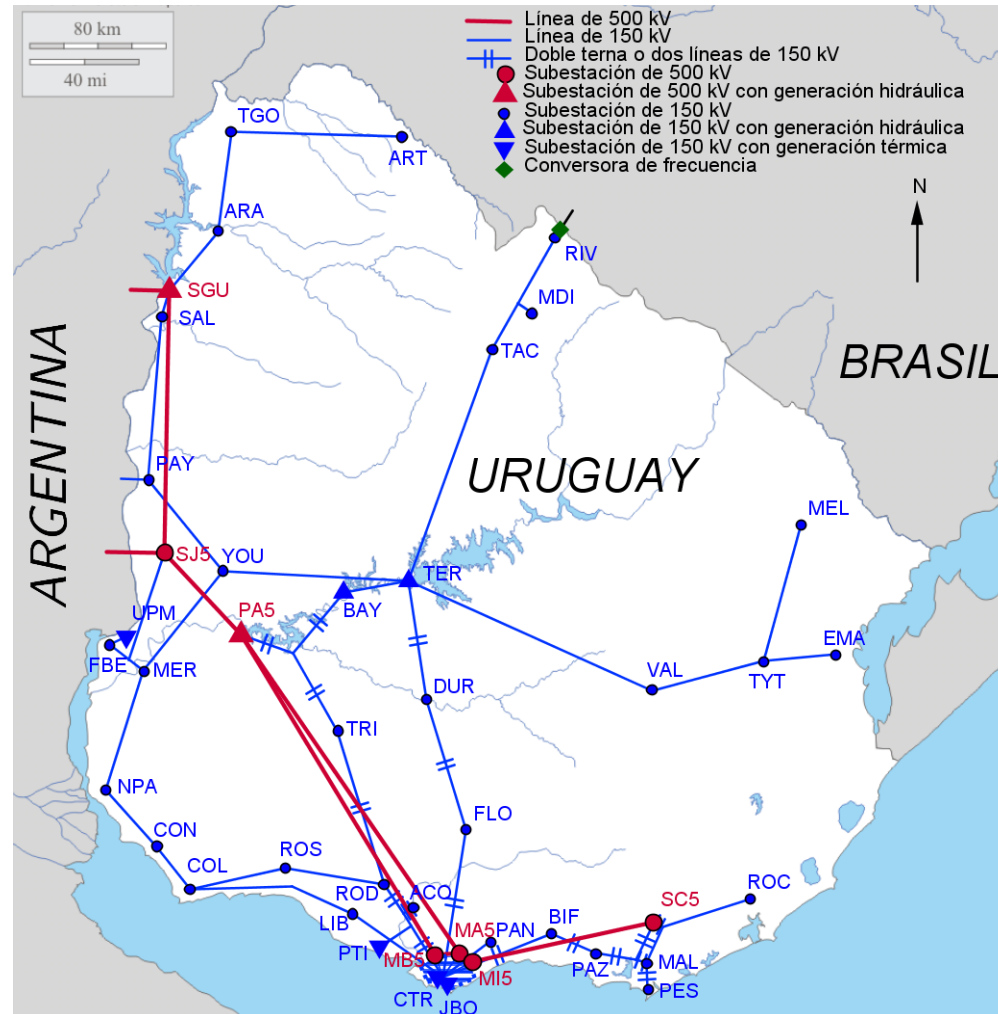 80 km
40 mi
Línea de 500 kV
Línea de 150 kV
Doble terna o dos líneas de 150 kV
Subestación de 500 kV
Subestación de 500 kV con generación hidráulica
Subestación de 150 kV
Subestación de 150 kV con generación hidráulica
Subestación de 150 kV con generación térmica
Conversora de frecuencia
N
TGO
ART
ARA
RIV
SGU
MDI
SAL
TAC
ARGENTINA
BRASIL
URUGUAY
PAY
MEL
SJ5
YOU
TER
BAY
UPM
PA5
FBE
MER
EMA
VAL
TYT
DUR
TRI
NPA
FLO
CON
ROS
COL
ROD
ACO
LIB
ROC
SC5
BIF
PAN
MA5
PTI
MB5
MI5
PAZ
MAL
PES
CTR
JBO